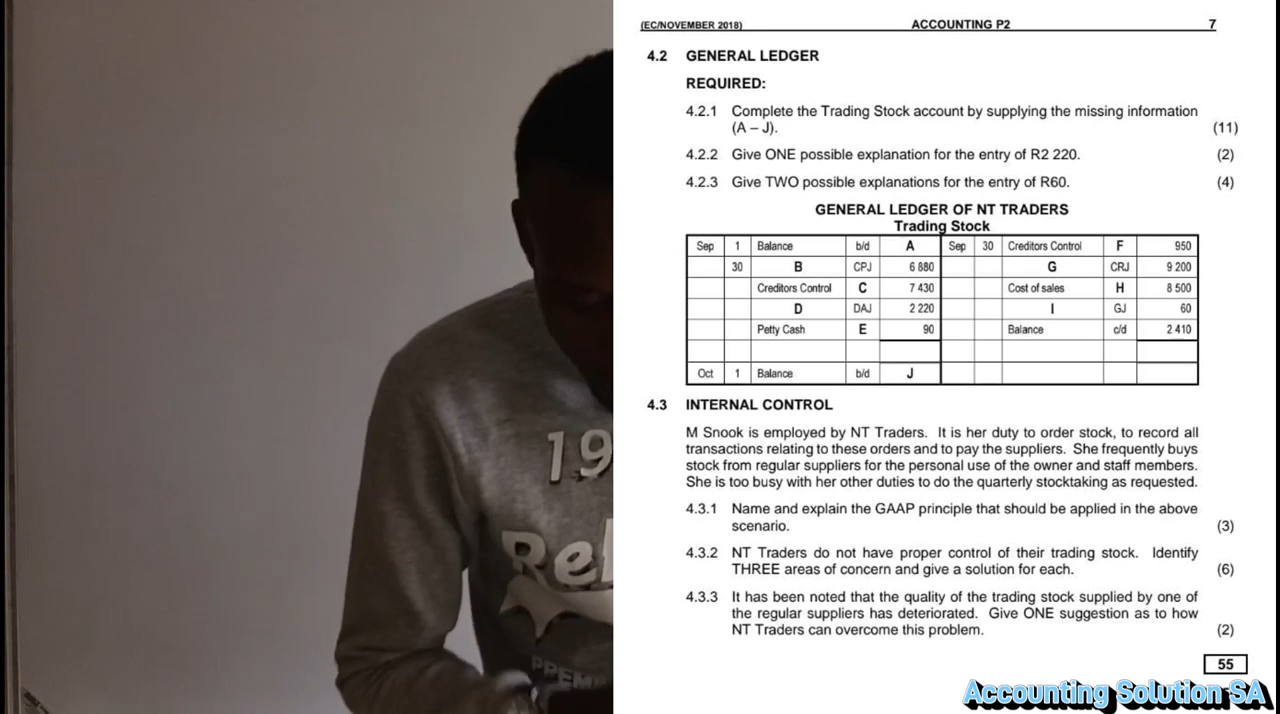 (EC/NOVEMBER 2018) ACCOUNTING P2 7
4.2 GENERAL LEDGER
REQUIRED:
4.2.1 Complete the Trading Stock account by supplying the missing information
(A – J). (11)
4.2.2 Give ONE possible explanation for the entry of R2 220. (2)
4.2.3 Give TWO possible explanations for the entry of R60. (4)
GENERAL LEDGER OF NT TRADERS
Trading Stock
Sep 1 Balance b/d A Sep 30 Creditors Control F 950
30 B CPJ 6 880 G CRJ 9 200
Creditors Control C 7 430 Cost of sales H 8 500
D DAJ 2 220 I GJ 60
Petty Cash E 90 Balance c/d 2 410
Oct 1 Balance b/d J
4.3 INTERNAL CONTROL
M Snook is employed by NT Traders. It is her duty to order stock, to record all
transactions relating to these orders and to pay the suppliers. She frequently buys
stock from regular suppliers for the personal use of the owner and staff members.
She is too busy with her other duties to do the quarterly stocktaking as requested.
4.3.1 Name and explain the GAAP principle that should be applied in the above
scenario. (3)
4.3.2 NT Traders do not have proper control of their trading stock. Identify
THREE areas of concern and give a solution for each. (6)
4.3.3 It has been noted that the quality of the trading stock supplied by one of
the regular suppliers has deteriorated. Give ONE suggestion as to how
NT Traders can overcome this problem. (2)
55
Accounting Solution SA
19
Rel
PREM